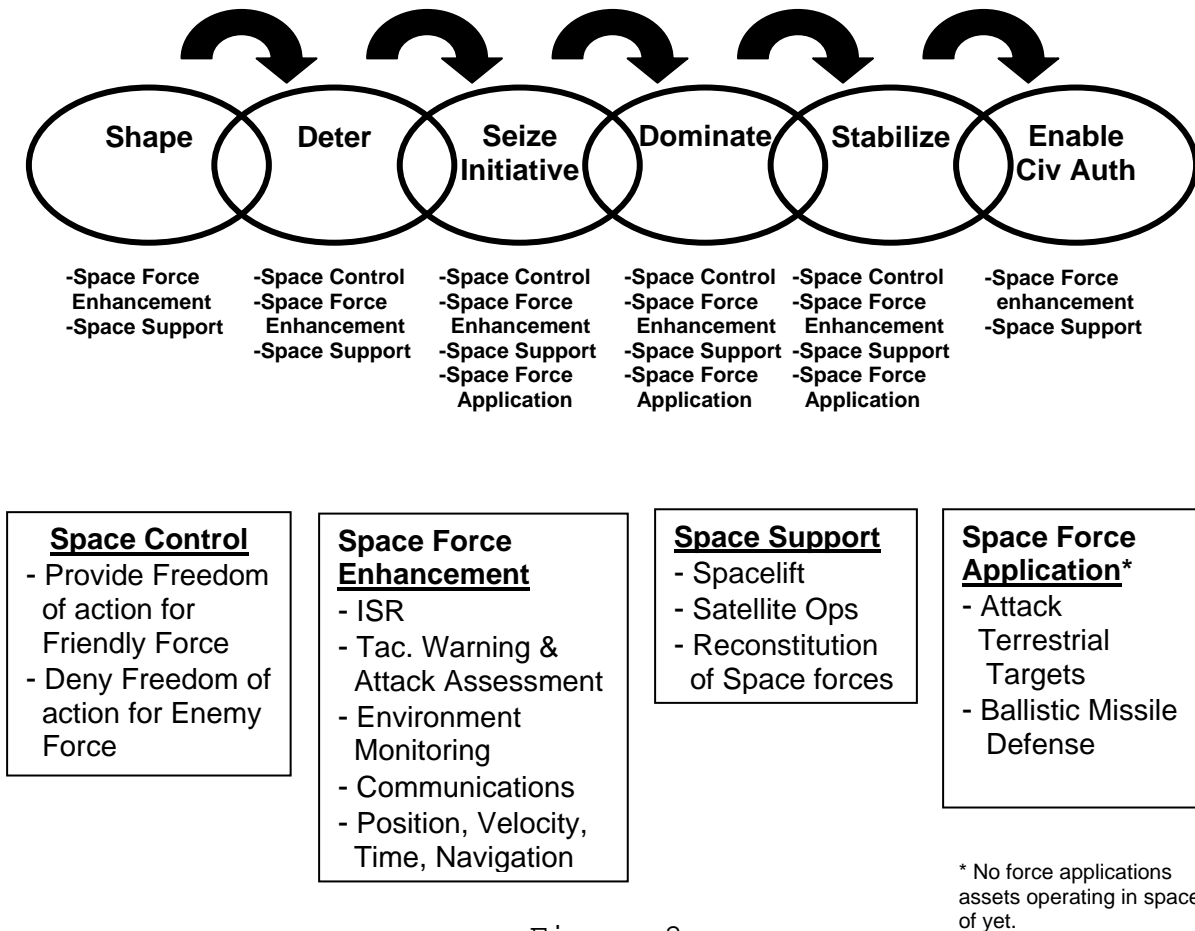 Shape
Deter
Seize
Initiative
Dominate
Stabilize
Enable
Civ Auth
-Space Force
Enhancement
-Space Support
-Space Control
-Space Force
Enhancement
-Space Support
-Space Control
-Space Force
Enhancement
-Space Support
-Space Force
Application
-Space Control
-Space Force
Enhancement
-Space Support
-Space Force
Application
-Space Control
-Space Force
Enhancement
-Space Support
-Space Force
Application
-Space Force
enhancement
-Space Support
Space Control
- Provide Freedom
of action for
Friendly Force
- Deny Freedom of
action for Enemy
Force
Space Force
Enhancement
- ISR
- Tac. Warning &
Attack Assessment
- Environment
Monitoring
- Communications
- Position, Velocity,
Time, Navigation
Space Support
- Spacelift
- Satellite Ops
- Reconstitution
of Space forces
Space Force
Application*
- Attack
Terrestrial
Targets
- Ballistic Missile
Defense
* No force applications
assets operating in space
of yet.